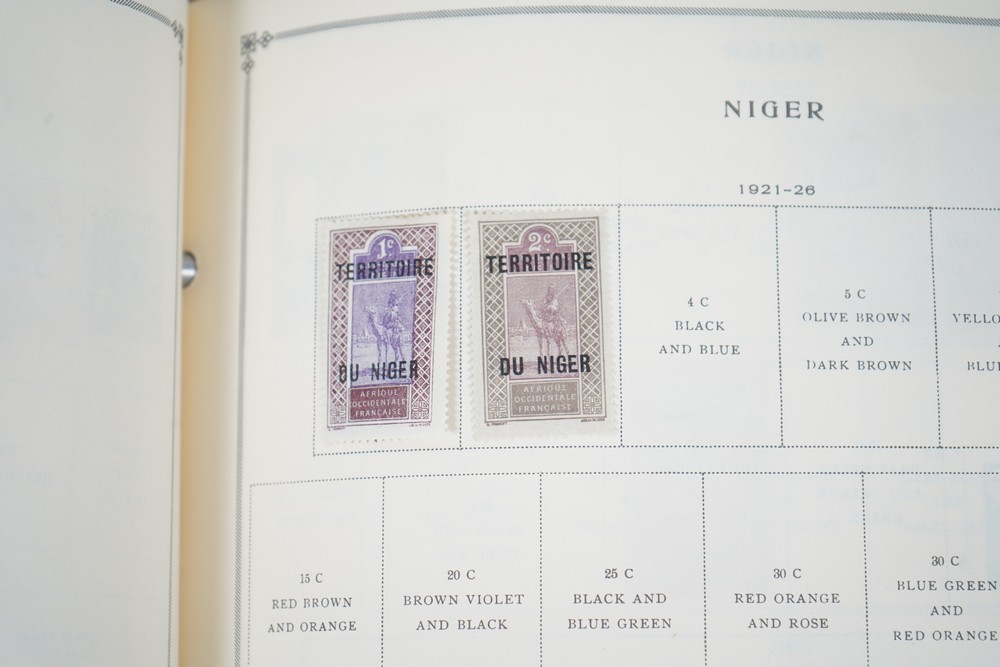 NIGER
1921-26
1c
TERRITOIRE
DU NIGER
AFRIQUE
OCCIDENTALE
FRANÇAISE
2c
TERRITOIRE
DU NIGER
AFRIQUE
OCCIDENTALE
FRANÇAISE
4 C
BLACK
AND BLUE
5 C
OLIVE BROWN
AND
DARK BROWN
15 C
RED BROWN
AND ORANGE
20 C
BROWN VIOLET
AND BLACK
25 C
BLACK AND
BLUE GREEN
30 C
RED ORANGE
AND ROSE
30 C
BLUE GREEN
AND
RED ORANGE